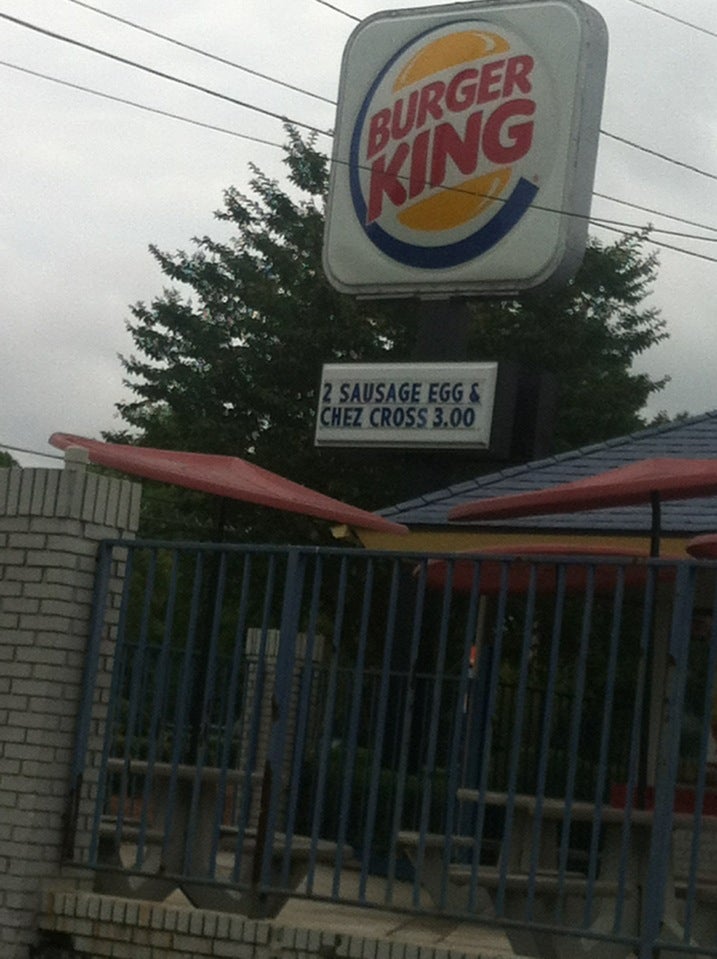 BURGER
KING
2 SAUSAGE EGG &
CHEZ CROSS 3.00